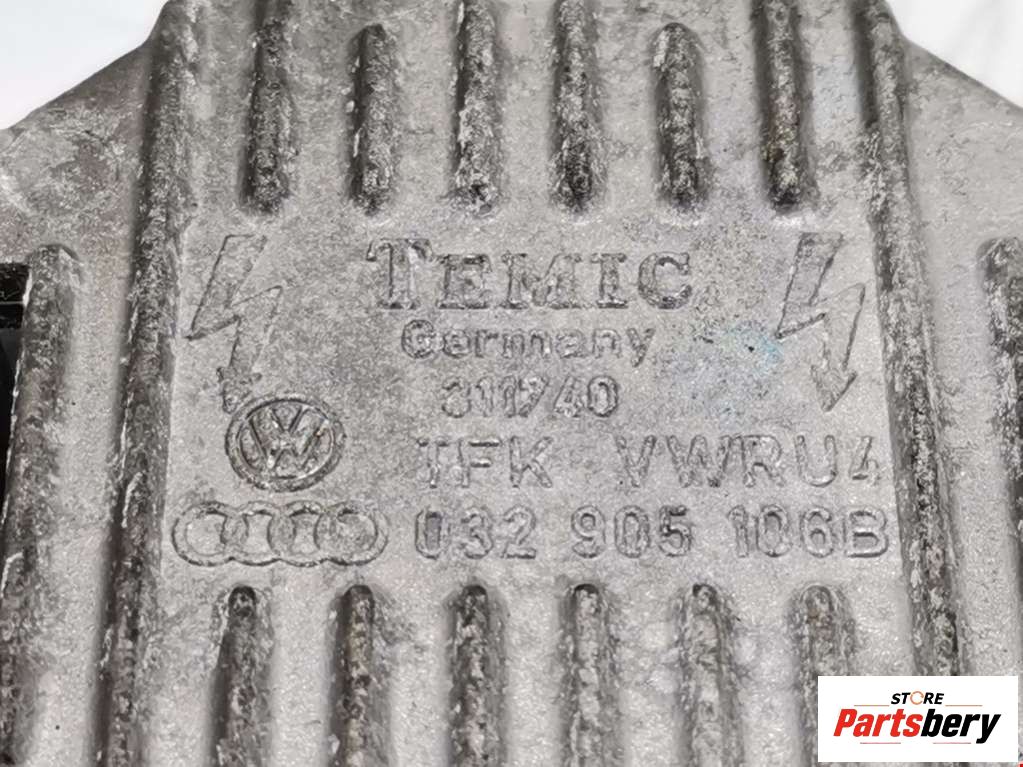 TEMIC
Germany
311740
TFK VWRU4
032 905 106B
STORE
Partsbery